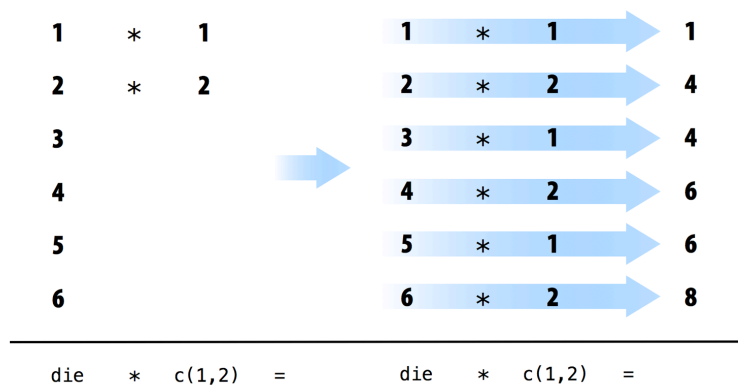 1 * 1 1 * 1 1
2 * 2 2 * 2 4
3 3 * 1 4
4 4 * 2 6
5 5 * 1 6
6 6 * 2 8
die * c(1,2) = die * c(1,2) =